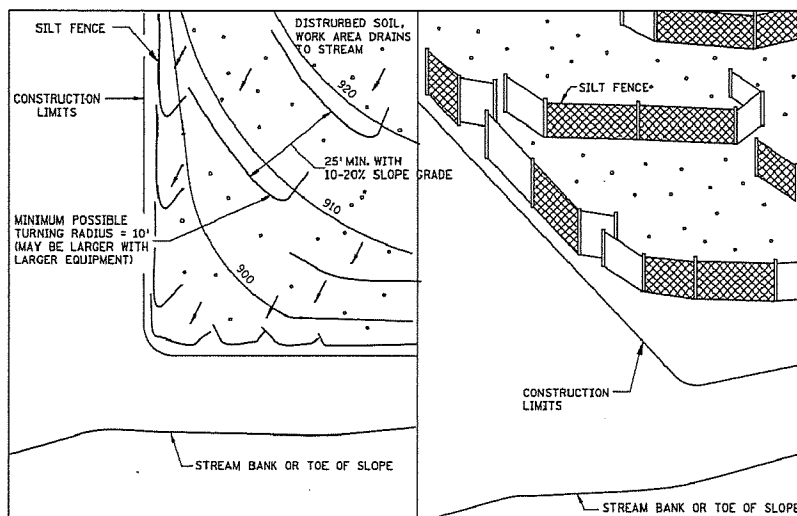 SILT FENCE
DISTRURBED SOIL,
WORK AREA DRAINS
TO STREAM
CONSTRUCTION
LIMITS
920
25' MIN. WITH
10-20% SLOPE GRADE
910
MINIMUM POSSIBLE
TURNING RADIUS = 10'
(MAY BE LARGER WITH
LARGER EQUIPMENT)
900
STREAM BANK OR TOE OF SLOPE
SILT FENCE
CONSTRUCTION
LIMITS
STREAM BANK OR TOE OF SLOPE